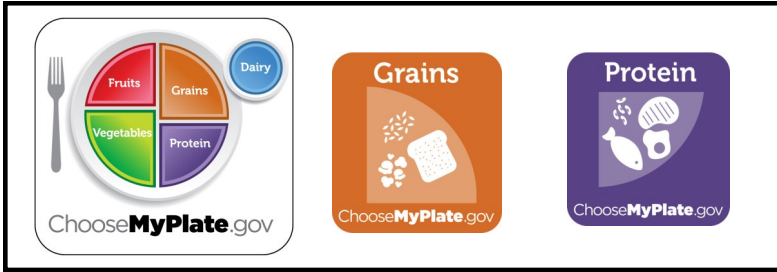 Fruits
Grains
Dairy
Vegetables
Protein
ChooseMyPlate.gov
Grains
ChooseMyPlate.gov
Protein
ChooseMyPlate.gov